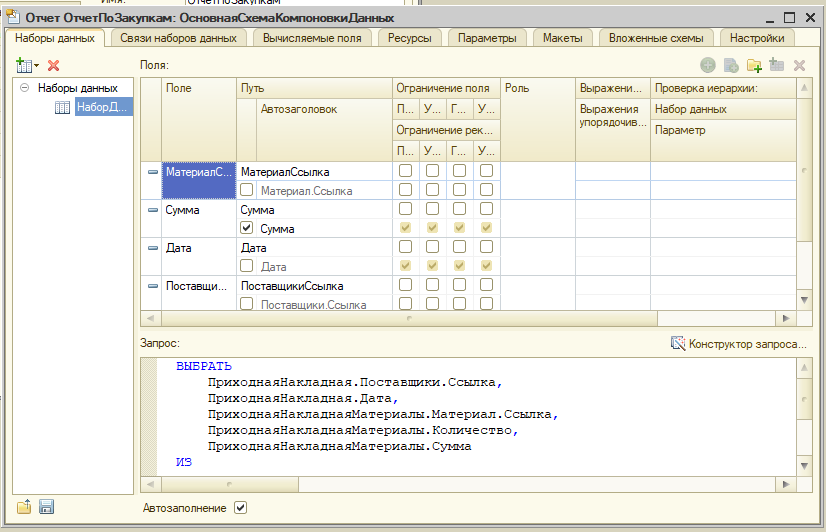 Имя:
ОтчетПоЗакупкам
Отчет ОтчетПоЗакупкам: ОсновнаяСхемаКомпоновкиДанных
Наборы данных
Связи наборов данных
Вычисляемые поля
Ресурсы
Параметры
Макеты
Вложенные схемы
Настройки
Поля:
Наборы данных
НаборД...
Поле
Путь
Ограничение поля
Роль
Выражени...
Проверка иерархии:
Автозаголовок
П... У... Г... У...
Выражения упорядочив...
Набор данных
Ограничение рек...
Параметр
П... У... Г... У...
МатериалС...
МатериалСсылка
Материал.Ссылка
Сумма
Сумма
Сумма
Дата
Дата
Дата
Поставщи...
ПоставщикиСсылка
Поставщики.Ссылка
Запрос:
Конструктор запроса...
ВЫБРАТЬ
ПриходнаяНакладная.Поставщики.Ссылка,
ПриходнаяНакладная.Дата,
ПриходнаяНакладнаяМатериалы.Материал.Ссылка,
ПриходнаяНакладнаяМатериалы.Количество,
ПриходнаяНакладнаяМатериалы.Сумма
ИЗ
Автозаполнение